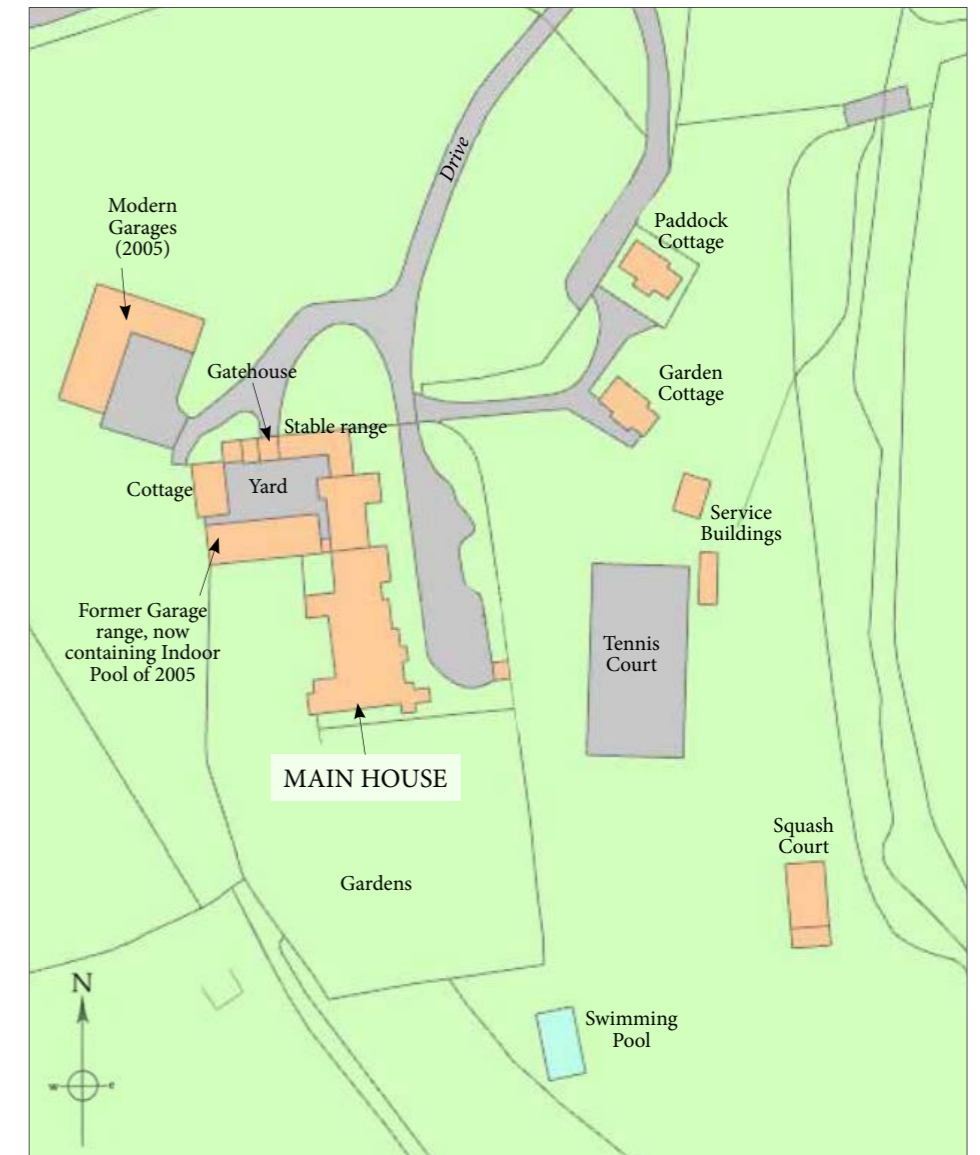 Drive
Modern
Garages
(2005)
Paddock
Cottage
Gatehouse
Garden
Cottage
Stable range
Cottage
Yard
Service
Buildings
Former Garage
range, now
containing Indoor
Pool of 2005
Tennis
Court
MAIN HOUSE
Squash
Court
Gardens
N
w
e
Swimming
Pool